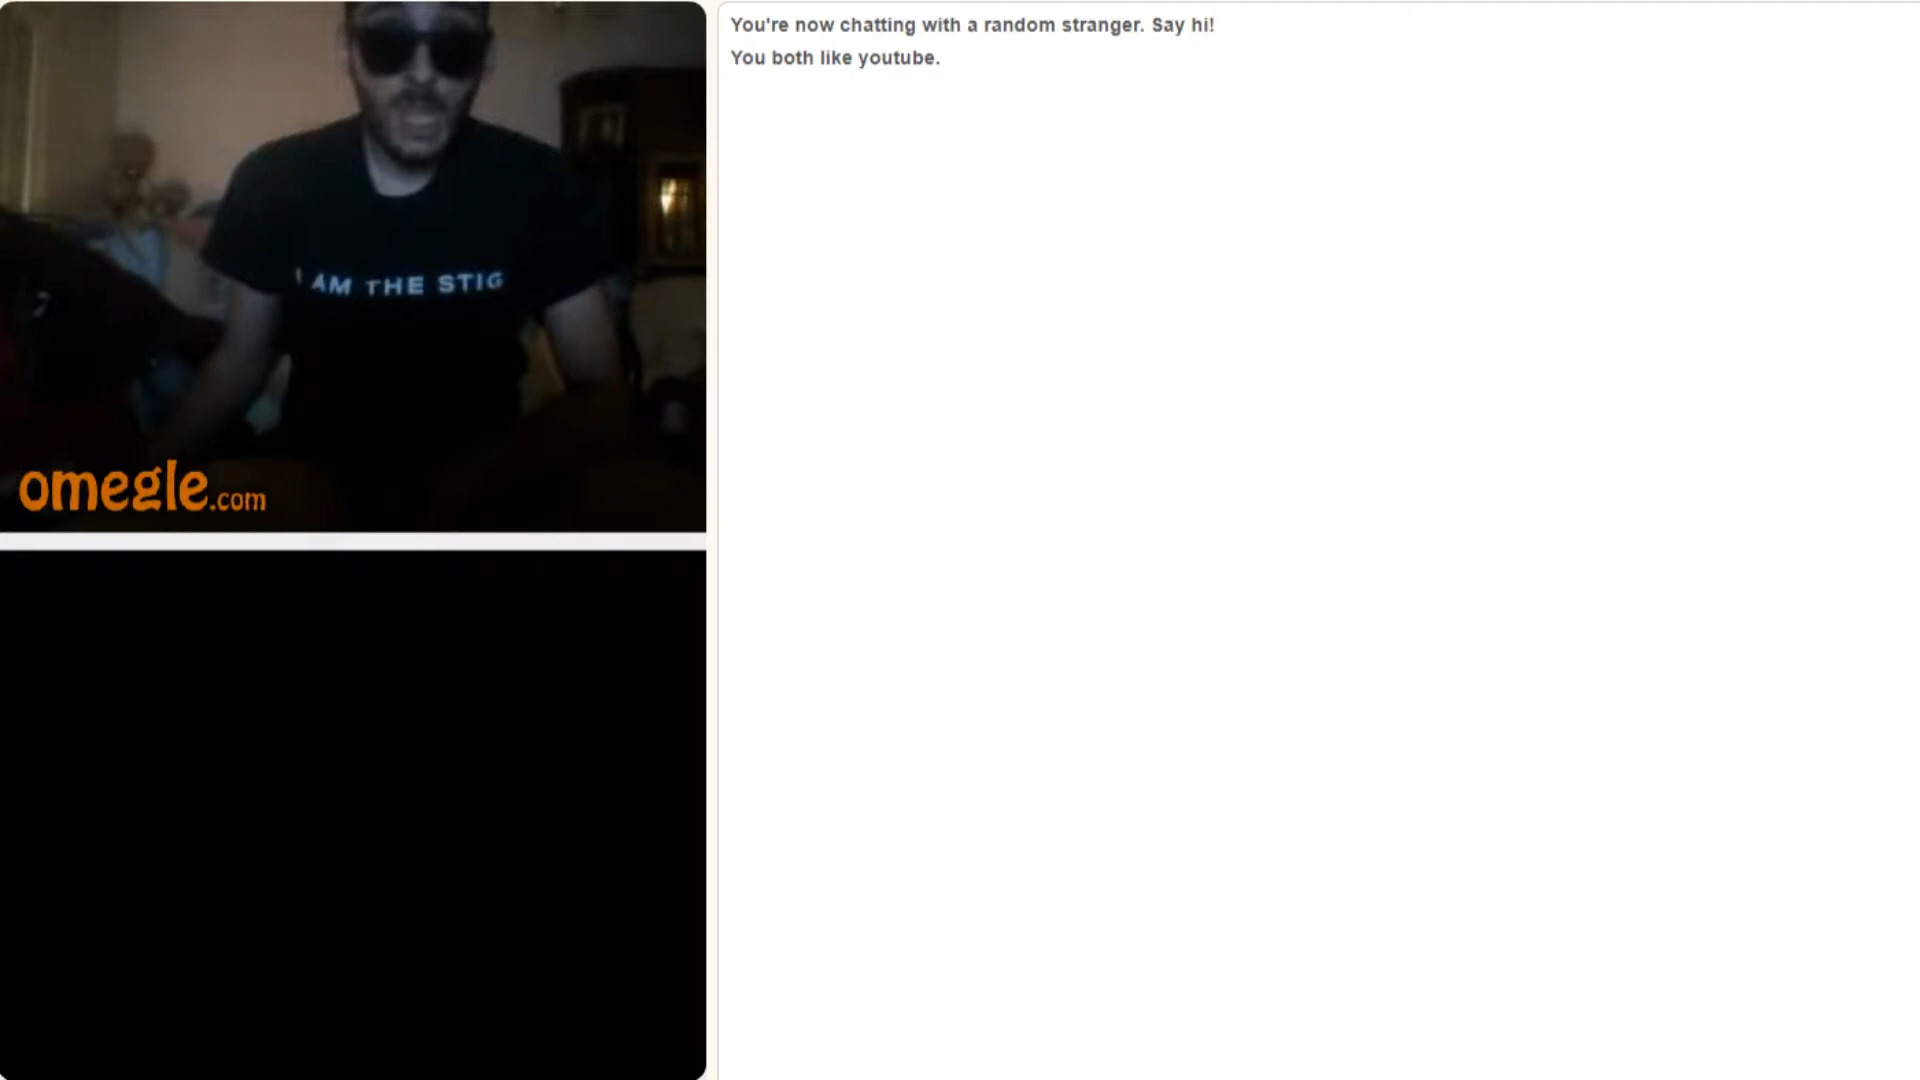 You're now chatting with a random stranger. Say hi!
You both like youtube.
I AM THE STIG
omegle.com